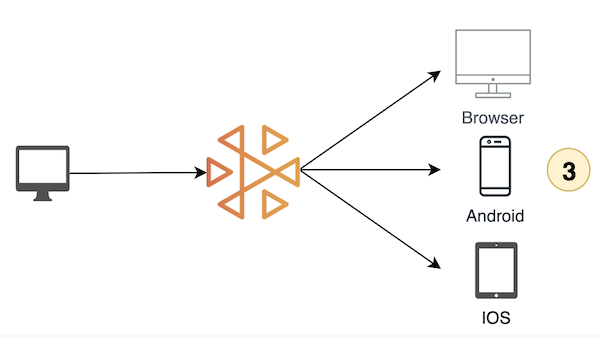 Browser
Android
3
IOS